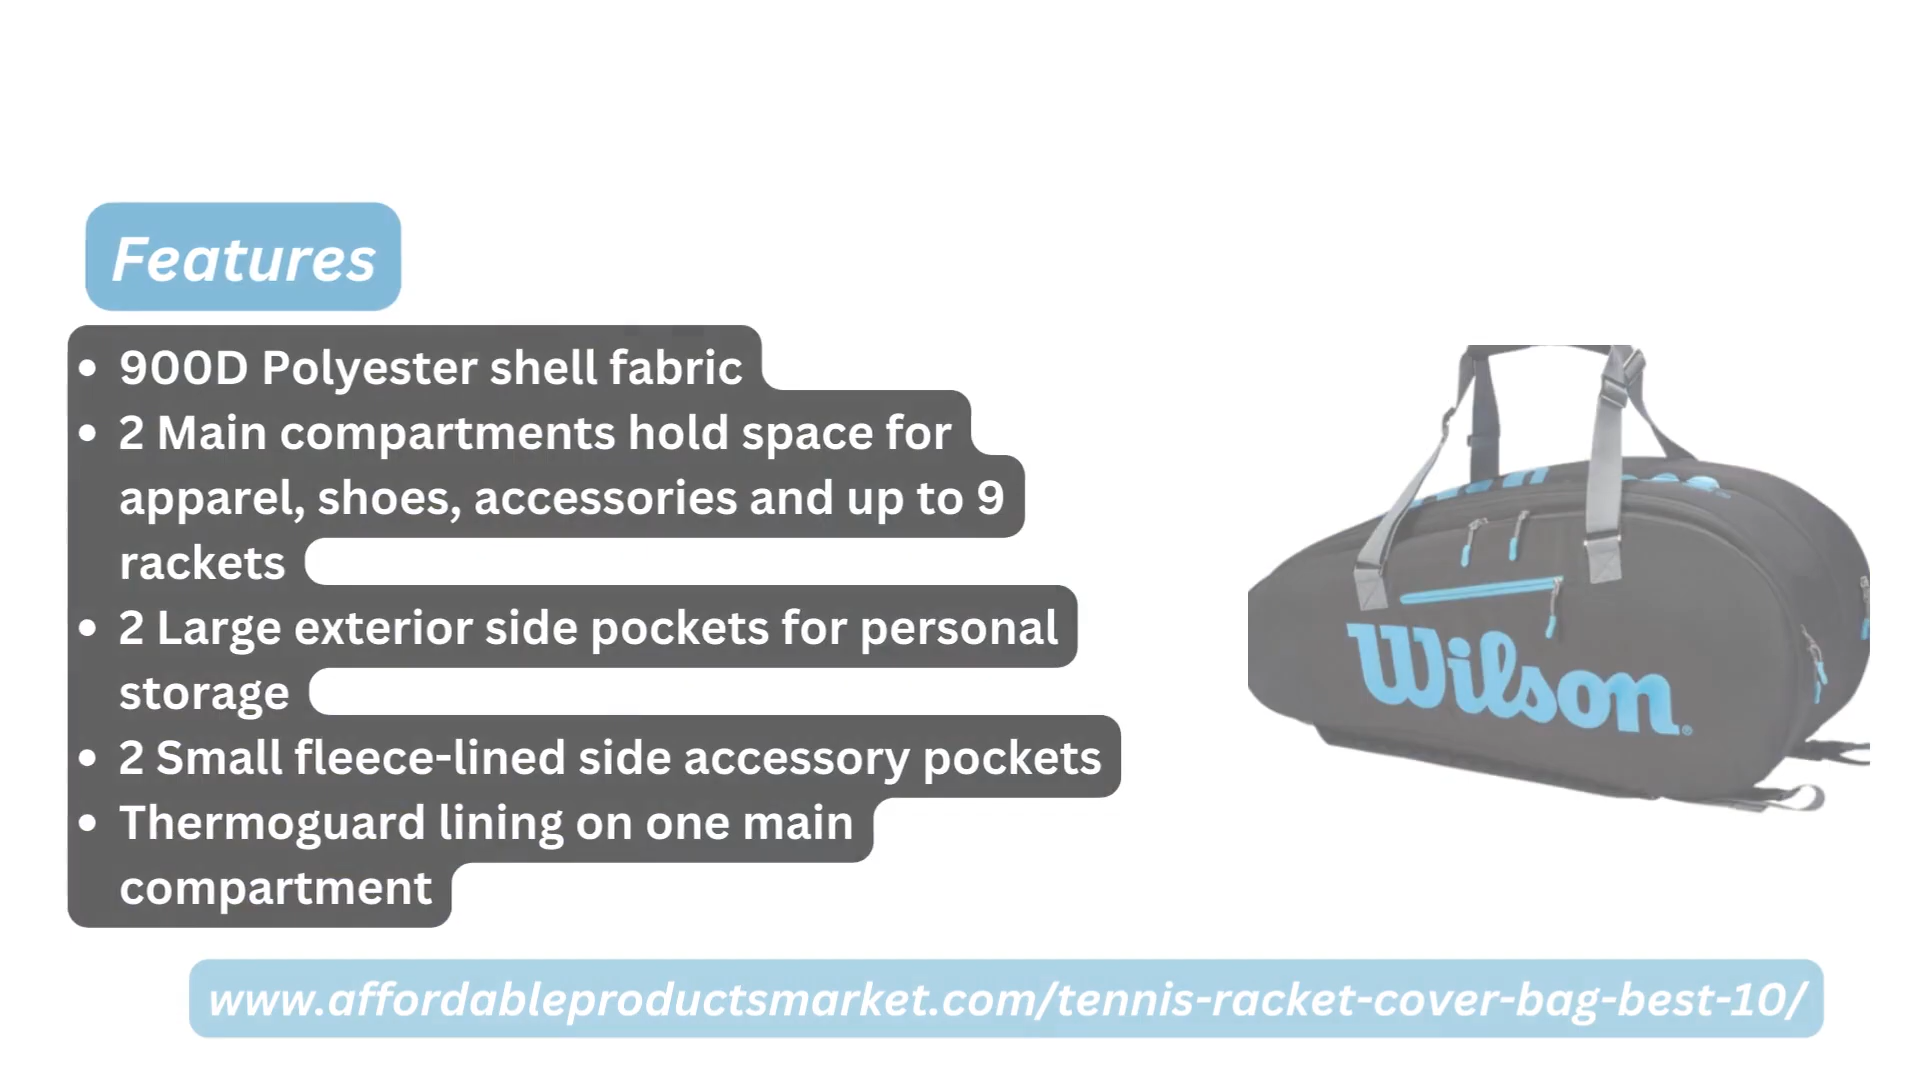 Features
• 900D Polyester shell fabric
• 2 Main compartments hold space for
apparel, shoes, accessories and up to 9
rackets
• 2 Large exterior side pockets for personal
storage
• 2 Small fleece-lined side accessory pockets
• Thermoguard lining on one main
compartment
Wilson®
www.affordableproductsmarket.com/tennis-racket-cover-bag-best-10/